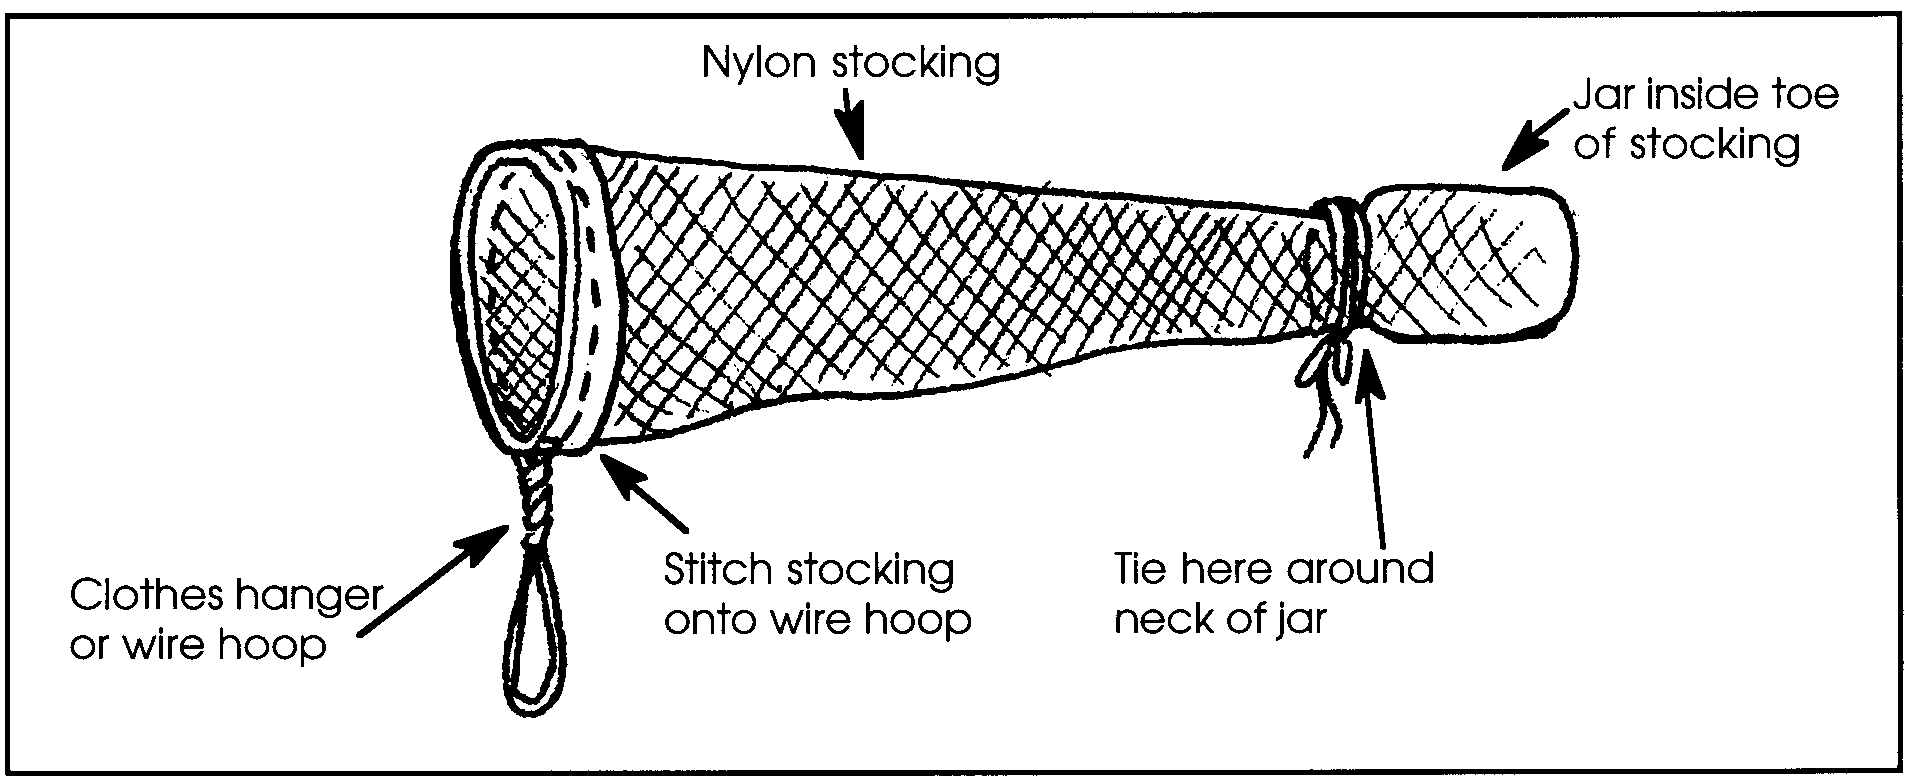 Nylon stocking
Jar inside toe
of stocking
Clothes hanger
or wire hoop
Stitch stocking
onto wire hoop
Tie here around
neck of jar